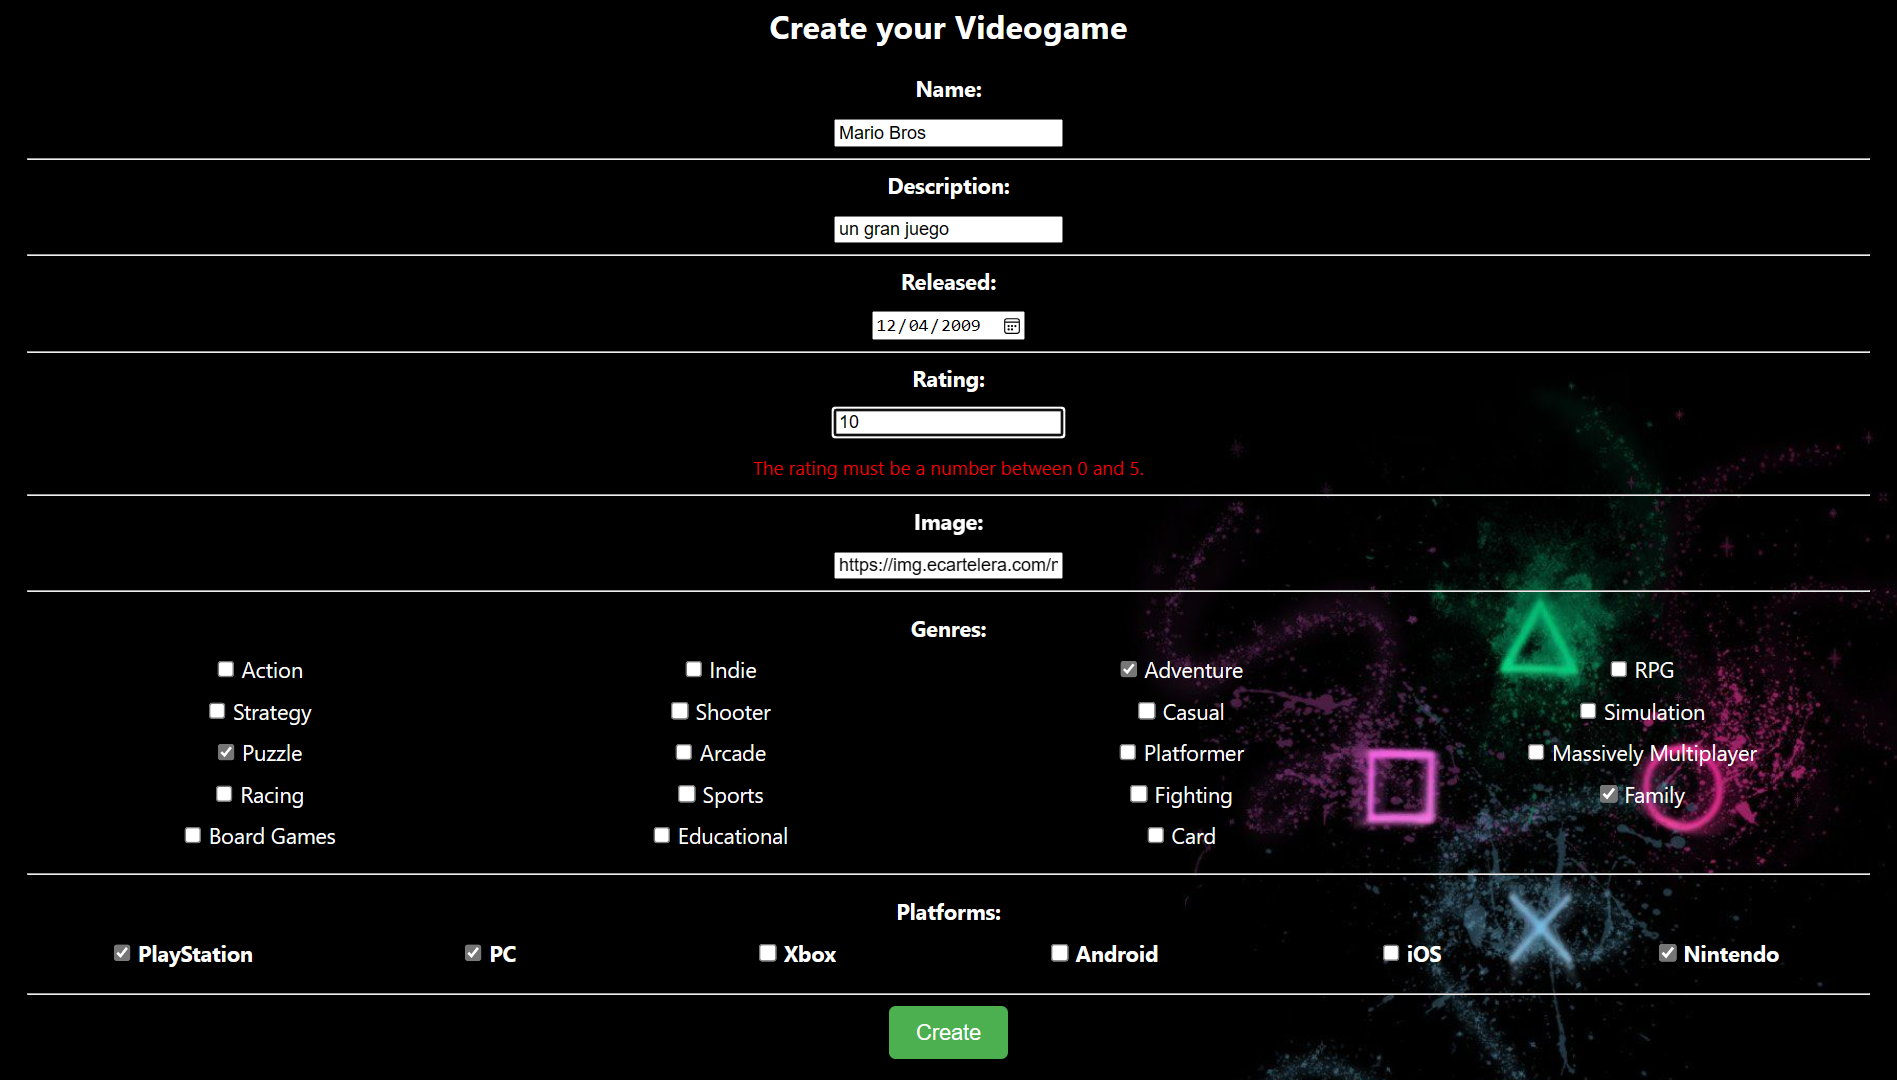 Create your Videogame
Name:
Mario Bros
Description:
un gran juego
Released:
12/04/2009
Rating:
10
The rating must be a number between 0 and 5.
Image:
https://img.ecartelera.com/
Genres:
Action Indie Adventure RPG
Strategy Shooter Casual Simulation
Puzzle Arcade Platformer Massively Multiplayer
Racing Sports Fighting Family
Board Games Educational Card
Platforms:
PlayStation PC Xbox Android iOS Nintendo
Create